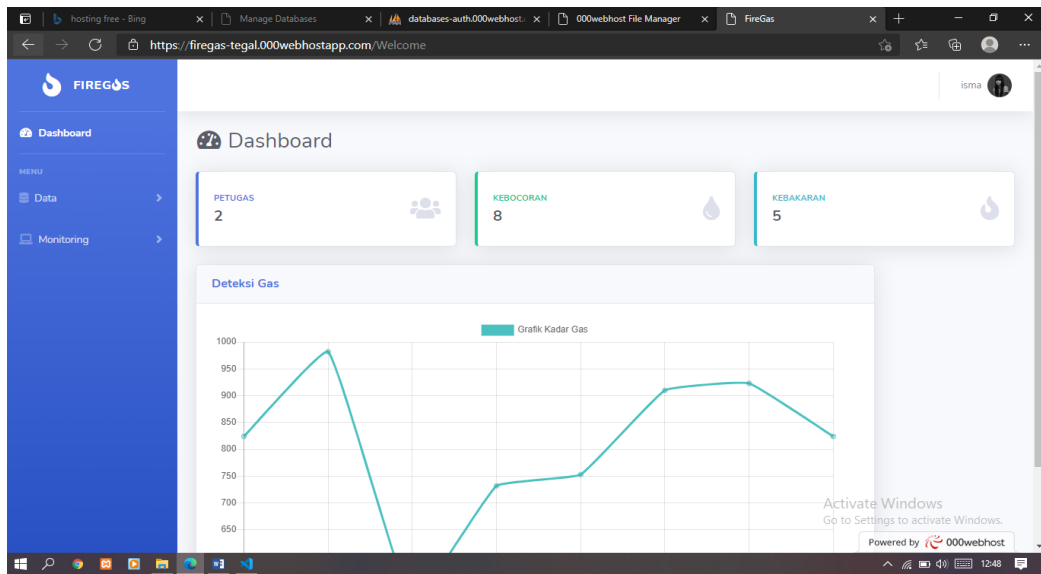 hosting free - Bing
Manage Databases
databases-auth.000webhost.
000webhost File Manager
FireGas
https://firegas-tegal.000webhostapp.com/Welcome
FIREGAS
isma
Dashboard
Dashboard
MENU
Data
Monitoring
PETUGAS
2
KEBOCORAN
8
KEBAKARAN
5
Deteksi Gas
Grafik Kadar Gas
1000
950
900
850
800
750
700
650
Activate Windows
Go to Settings to activate Windows.
Powered by 000webhost
12:48